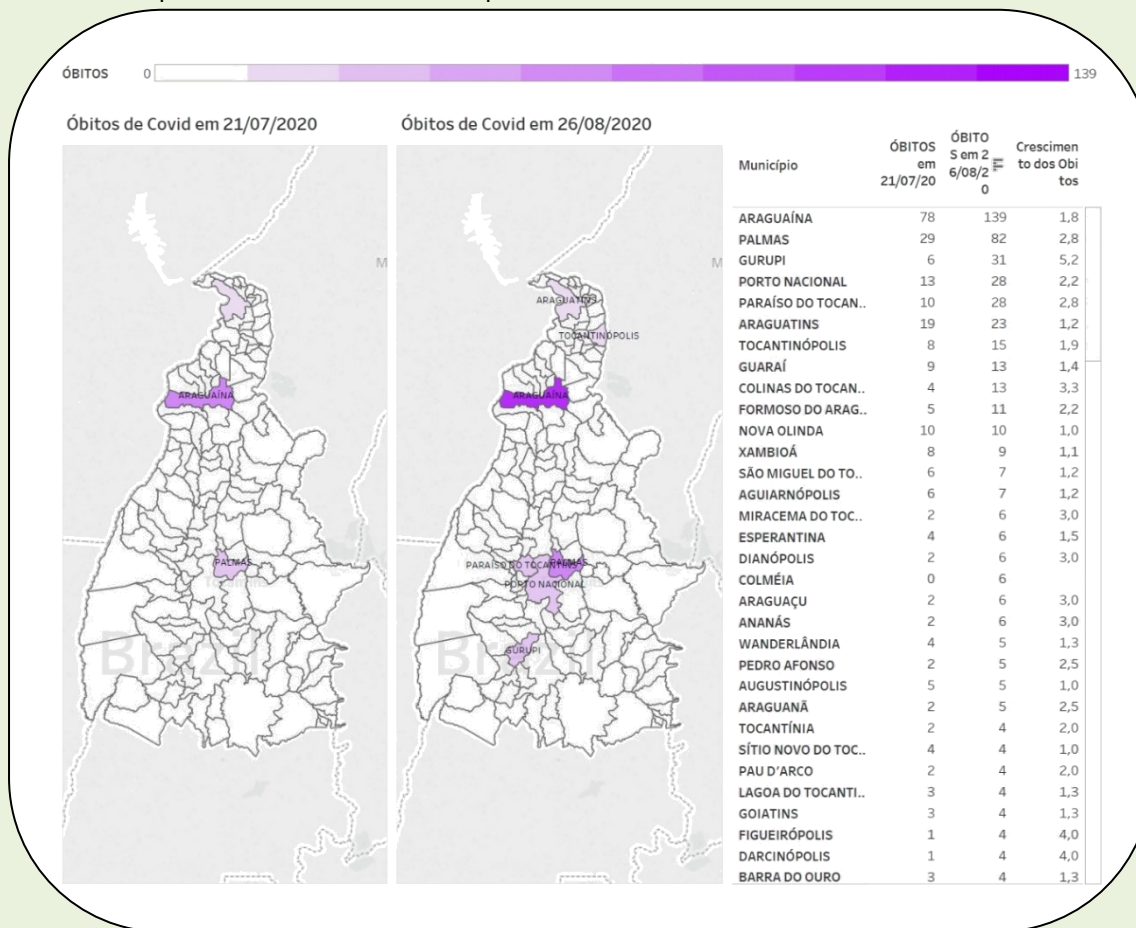 ÓBITOS 0 139
Óbitos de Covid em 21/07/2020
Óbitos de Covid em 26/08/2020
M
ARAGUAÍNA
PALMAS
Brazil
M
ARAGUATINS
TOCANTINÓPOLIS
ARAGUAÍNA
PARAÍSO DO TOCANTINS
PALMAS
PORTO NACIONAL
GURUPI
Brazil
Município
ÓBITOS
em
21/07/20
ÓBITO
S em 2
6/08/2
0
Crescimen
to dos Obi
tos
ARAGUAÍNA 78 139 1,8
PALMAS 29 82 2,8
GURUPI 6 31 5,2
PORTO NACIONAL 13 28 2,2
PARAÍSO DO TOCAN.. 10 28 2,8
ARAGUATINS 19 23 1,2
TOCANTINÓPOLIS 8 15 1,9
GUARAÍ 9 13 1,4
COLINAS DO TOCAN.. 4 13 3,3
FORMOSO DO ARAG.. 5 11 2,2
NOVA OLINDA 10 10 1,0
XAMBIOÁ 8 9 1,1
SÃO MIGUEL DO TO.. 6 7 1,2
AGUIARNÓPOLIS 6 7 1,2
MIRACEMA DO TOC.. 2 6 3,0
ESPERANTINA 4 6 1,5
DIANÓPOLIS 2 6 3,0
COLMÉIA 0 6
ARAGUAÇU 2 6 3,0
ANANÁS 2 6 3,0
WANDERLÂNDIA 4 5 1,3
PEDRO AFONSO 2 5 2,5
AUGUSTINÓPOLIS 5 5 1,0
ARAGUANÃ 2 5 2,5
TOCANTÍNIA 2 4 2,0
SÍTIO NOVO DO TOC.. 4 4 1,0
PAU D'ARCO 2 4 2,0
LAGOA DO TOCANTI.. 3 4 1,3
GOIATINS 3 4 1,3
FIGUEIRÓPOLIS 1 4 4,0
DARCINÓPOLIS 1 4 4,0
BARRA DO OURO 3 4 1,3